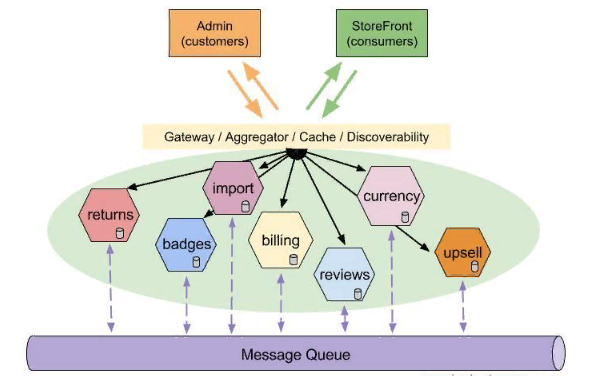 Admin
(customers)
StoreFront
(consumers)
Gateway / Aggregator / Cache / Discoverability
import
currency
returns
badges
billing
reviews
upsell
Message Queue